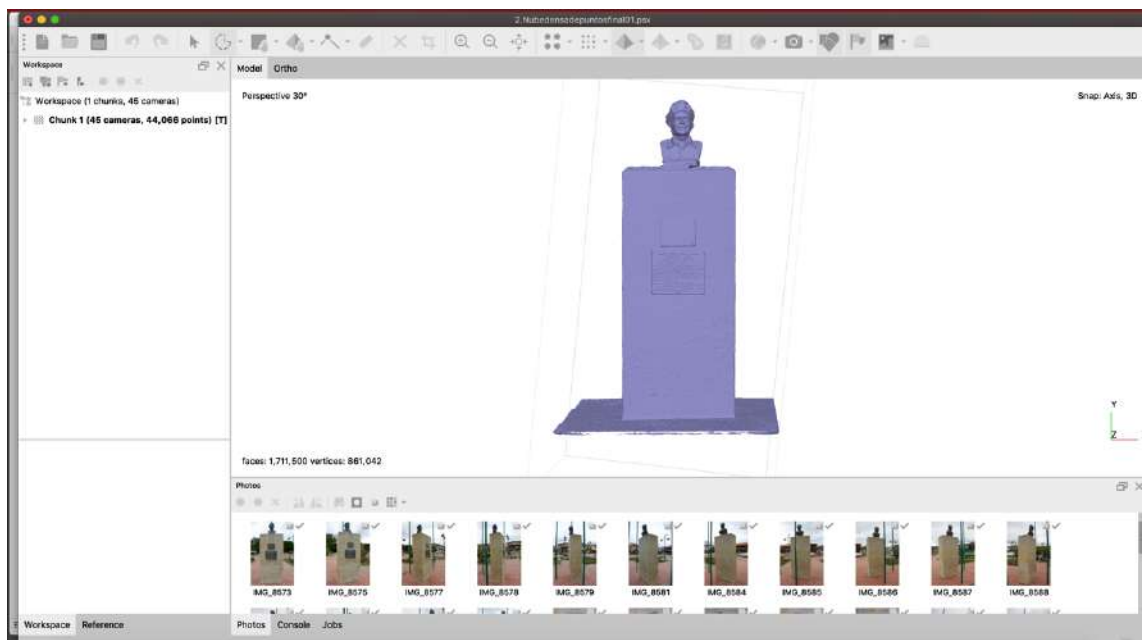 2.Nubedensadepuntosfinal01.psx
Workspace
Model Ortho
Workspace (1 chunks, 45 cameras)
Chunk 1 (45 cameras, 44,066 points) [T]
Perspective 30°
Snap: Axis, 3D
Y
Z
faces: 1,711,500 vertices: 861,042
Photos
IMG_8573 IMG_8575 IMG_8577 IMG_8578 IMG_8579 IMG_8581 IMG_8584 IMG_8585 IMG_8586 IMG_8587 IMG_8588
Workspace Reference
Photos Console Jobs